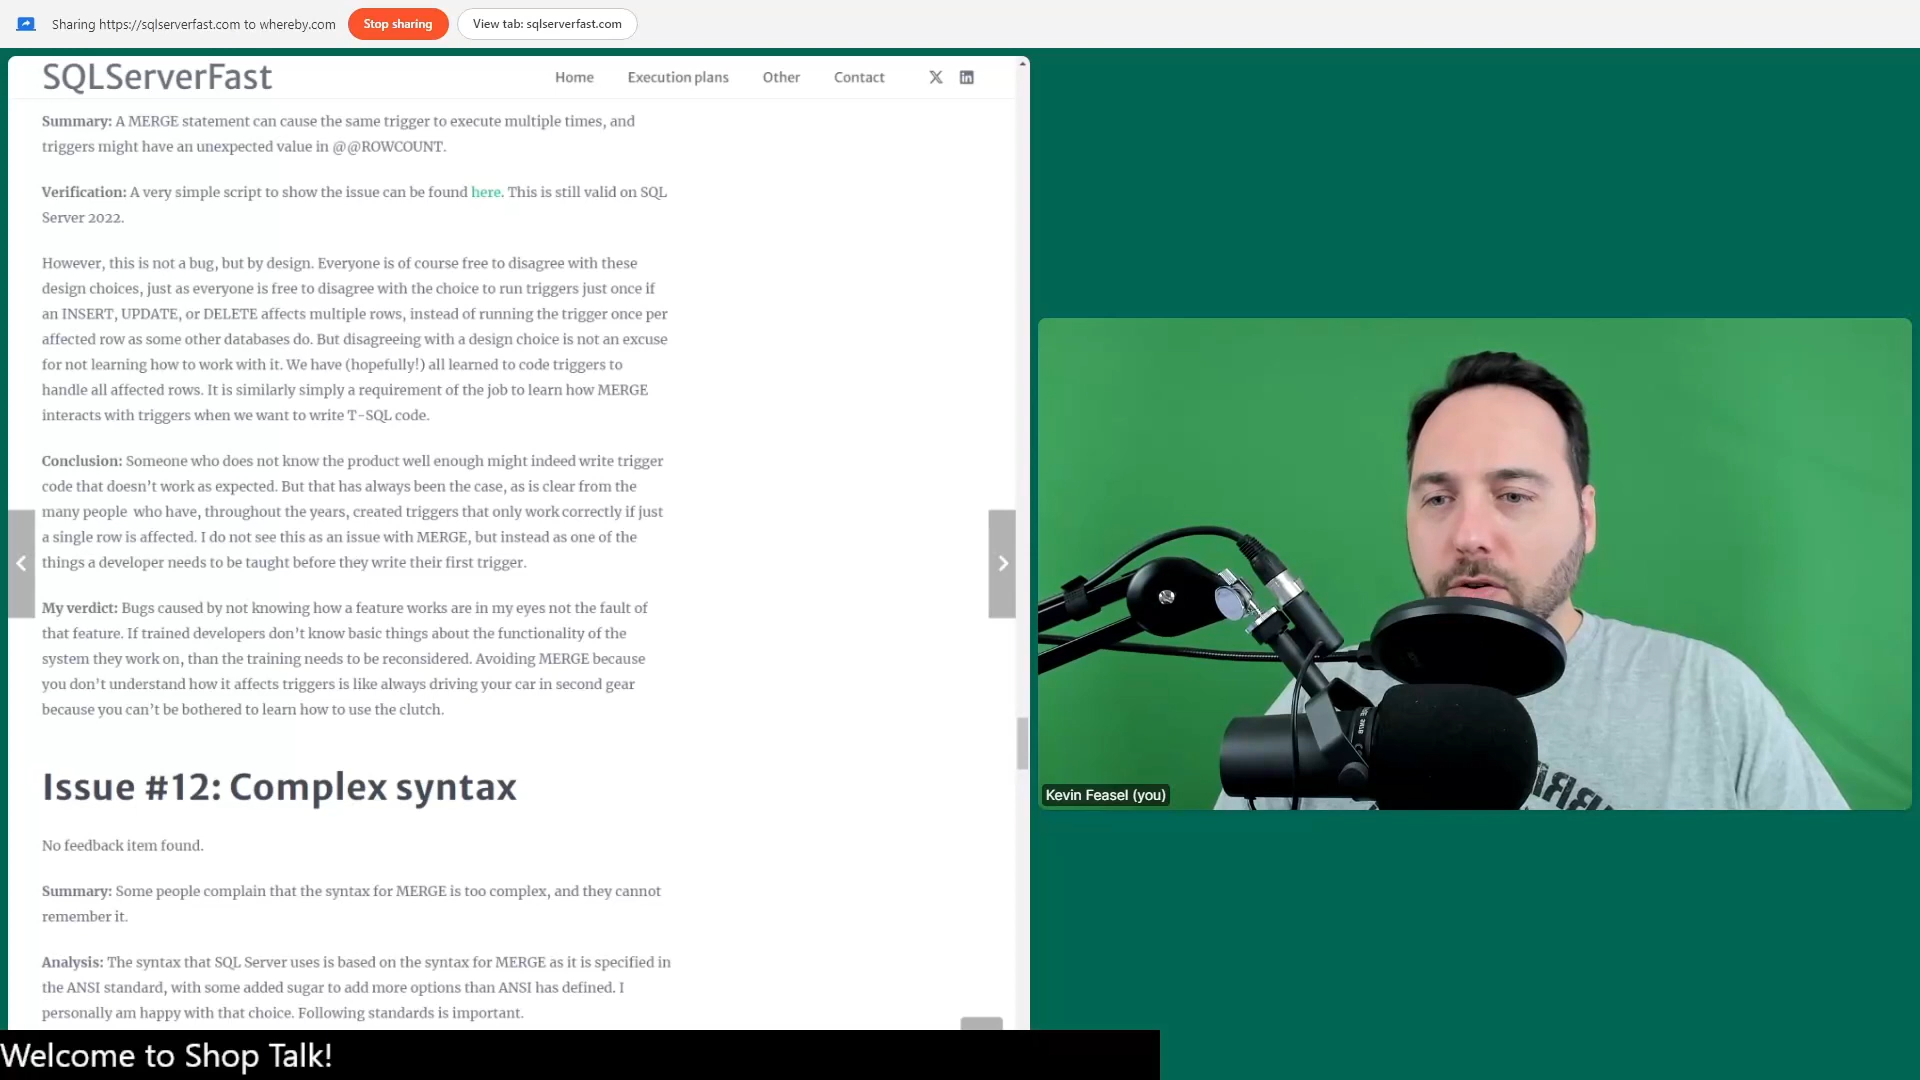 Sharing https://sqlserverfast.com to whereby.com
Stop sharing
View tab: sqlserverfast.com
SQLServerFast
Home
Execution plans
Other
Contact
Summary: A MERGE statement can cause the same trigger to execute multiple times, and
triggers might have an unexpected value in @@ROWCOUNT.
Verification: A very simple script to show the issue can be found here. This is still valid on SQL
Server 2022.
However, this is not a bug, but by design. Everyone is of course free to disagree with these
design choices, just as everyone is free to disagree with the choice to run triggers just once if
an INSERT, UPDATE, or DELETE affects multiple rows, instead of running the trigger once per
affected row as some other databases do. But disagreeing with a design choice is not an excuse
for not learning how to work with it. We have (hopefully!) all learned to code triggers to
handle all affected rows. It is similarly simply a requirement of the job to learn how MERGE
interacts with triggers when we want to write T-SQL code.
Conclusion: Someone who does not know the product well enough might indeed write trigger
code that doesn’t work as expected. But that has always been the case, as is clear from the
many people who have, throughout the years, created triggers that only work correctly if just
a single row is affected. I do not see this as an issue with MERGE, but instead as one of the
things a developer needs to be taught before they write their first trigger.
My verdict: Bugs caused by not knowing how a feature works are in my eyes not the fault of
that feature. If trained developers don’t know basic things about the functionality of the
system they work on, than the training needs to be reconsidered. Avoiding MERGE because
you don’t understand how it affects triggers is like always driving your car in second gear
because you can’t be bothered to learn how to use the clutch.
Issue #12: Complex syntax
No feedback item found.
Summary: Some people complain that the syntax for MERGE is too complex, and they cannot
remember it.
Analysis: The syntax that SQL Server uses is based on the syntax for MERGE as it is specified in
the ANSI standard, with some added sugar to add more options than ANSI has defined. I
personally am happy with that choice. Following standards is important.
Kevin Feasel (you)
Welcome to Shop Talk!